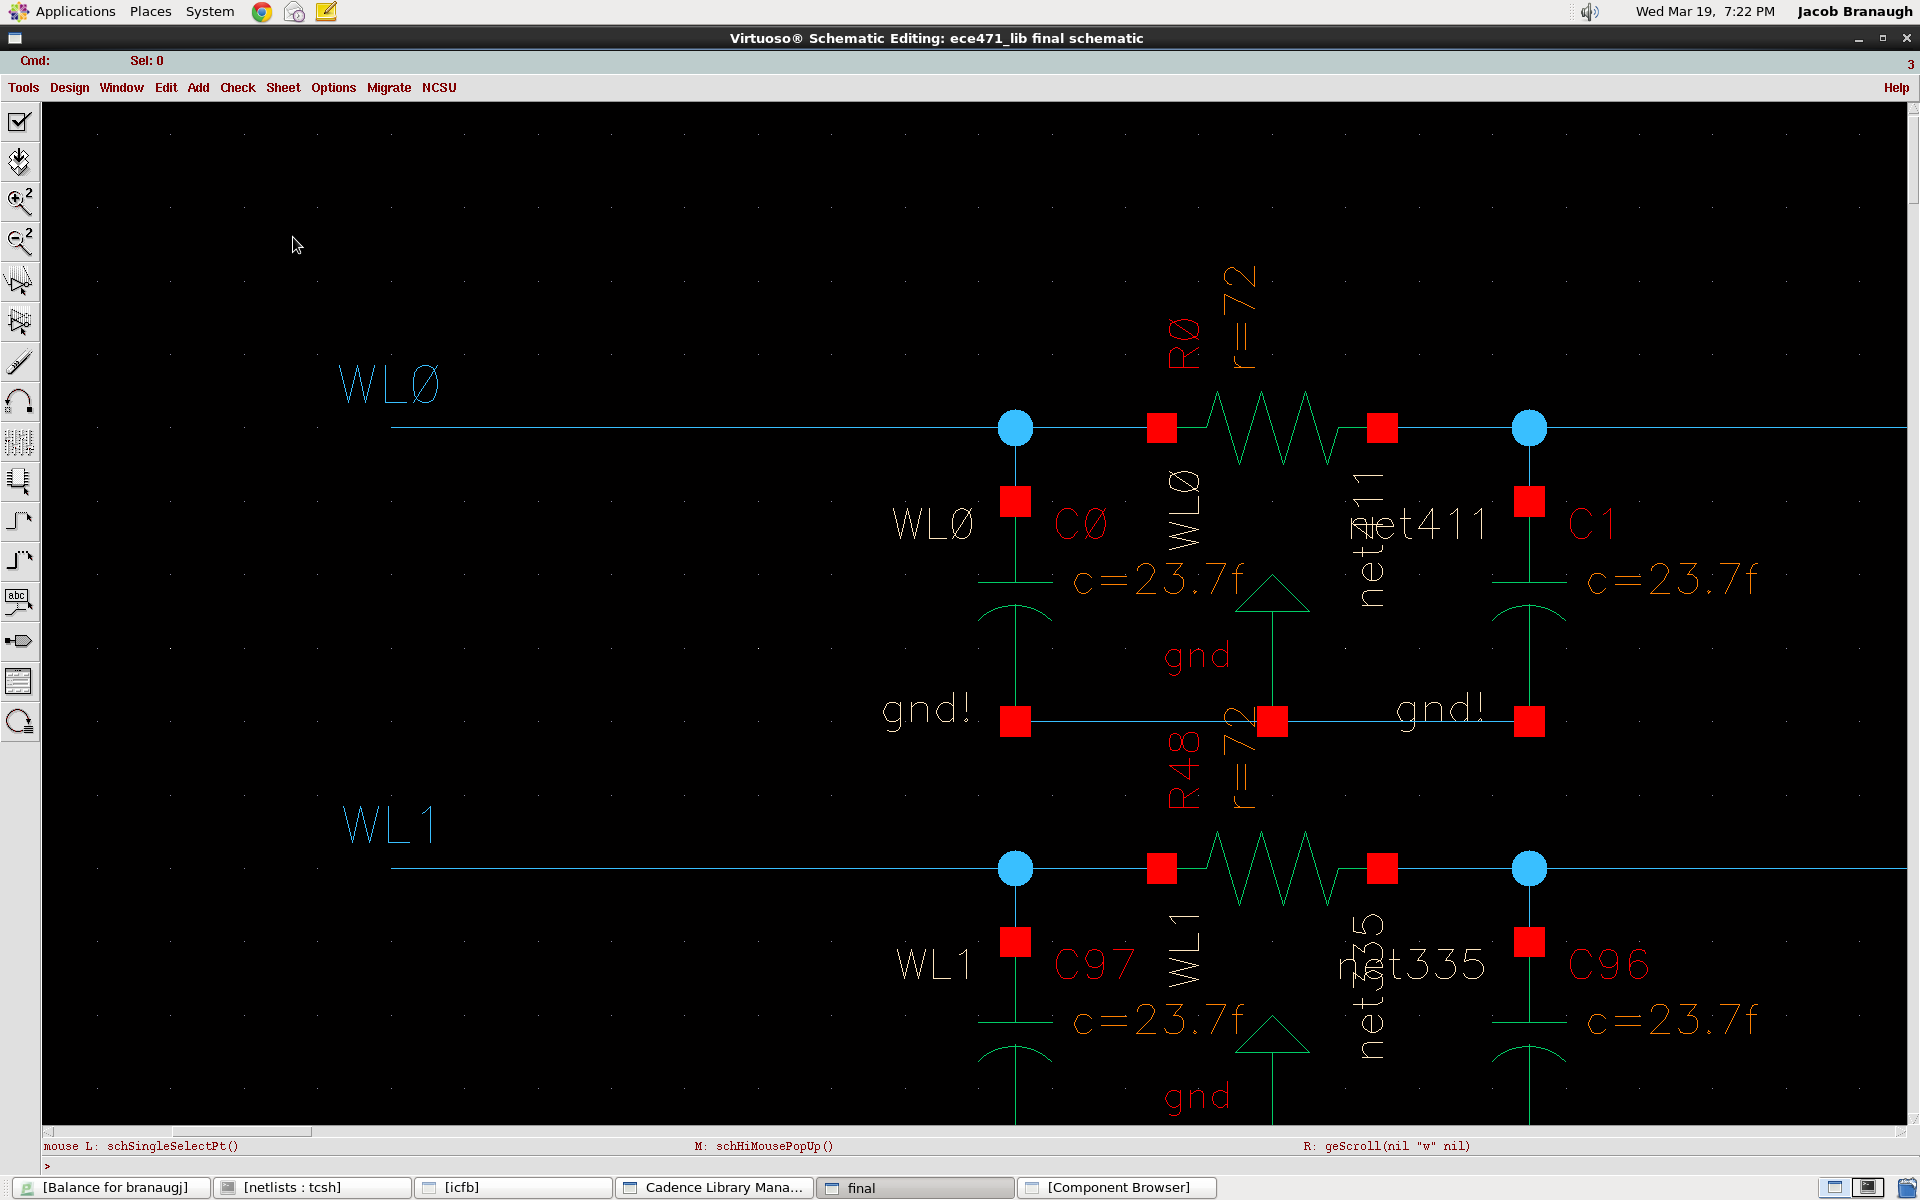 Applications Places System Wed Mar 19, 7:22 PM Jacob Branaugh
Virtuoso® Schematic Editing: ece471_lib final schematic
Cmd: Sel: 0 3
Tools Design Window Edit Add Check Sheet Options Migrate NCSU Help
2
2
abc
R0
r=72
WL0
WL0
WL0
C0
net411
net411
C1
c=23.7f
c=23.7f
gnd
gnd!
gnd!
R48
r=72
WL1
WL1
WL1
C97
net335
net335
C96
c=23.7f
c=23.7f
gnd
mouse L: schSingleSelectPt() M: schHiMousePopUp() R: geScroll(nil "w" nil)
>
[Balance for branaugj] [netlists : tcsh] [icfb] Cadence Library Mana... final [Component Browser]